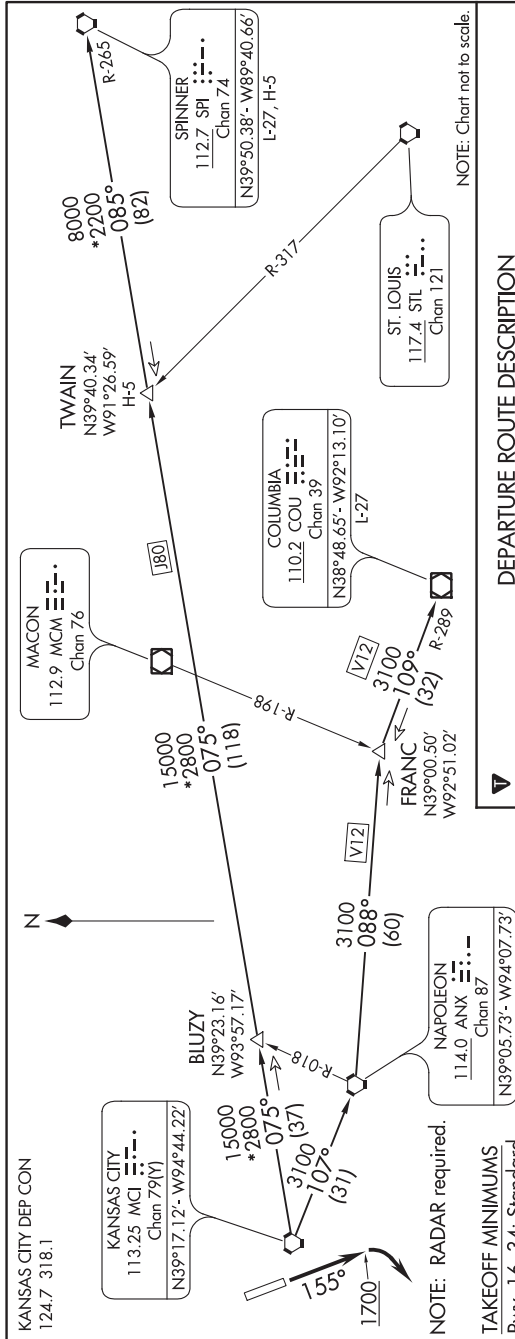 KANSAS CITY DEP CON
124.7 318.1
N
MACON
112.9 MCM
Chan 76
TWAIN
N39°40.34'
W91°26.59'
H-5
8000
*2200
085°
(82)
R-265
SPINNER
112.7 SPI
Chan 74
N39°50.38'- W89°40.66'
L-27, H-5
KANSAS CITY
113.25 MCI
Chan 79(Y)
N39°17.12'- W94°44.22'
BLUZY
N39°23.16'
W93°57.17'
15000
*2800
075°
(37)
15000
*2800
075°
(118)
J80
R-317
R-198
R-018
3100
107°
(31)
3100
088°
(60)
V12
COLUMBIA
110.2 COU
Chan 39
N38°48.65'- W92°13.10'
L-27
ST. LOUIS
117.4 STL
Chan 121
V12
3100
109°
(32)
R-289
FRANC
N39°00.50'
W92°51.02'
155°
1700
NAPOLEON
114.0 ANX
Chan 87
N39°05.73'- W94°07.73'
NOTE: RADAR required.
NOTE: Chart not to scale.
TAKEOFF MINIMUMS
Rwy 16, 34: Standard
T
DEPARTURE ROUTE DESCRIPTION